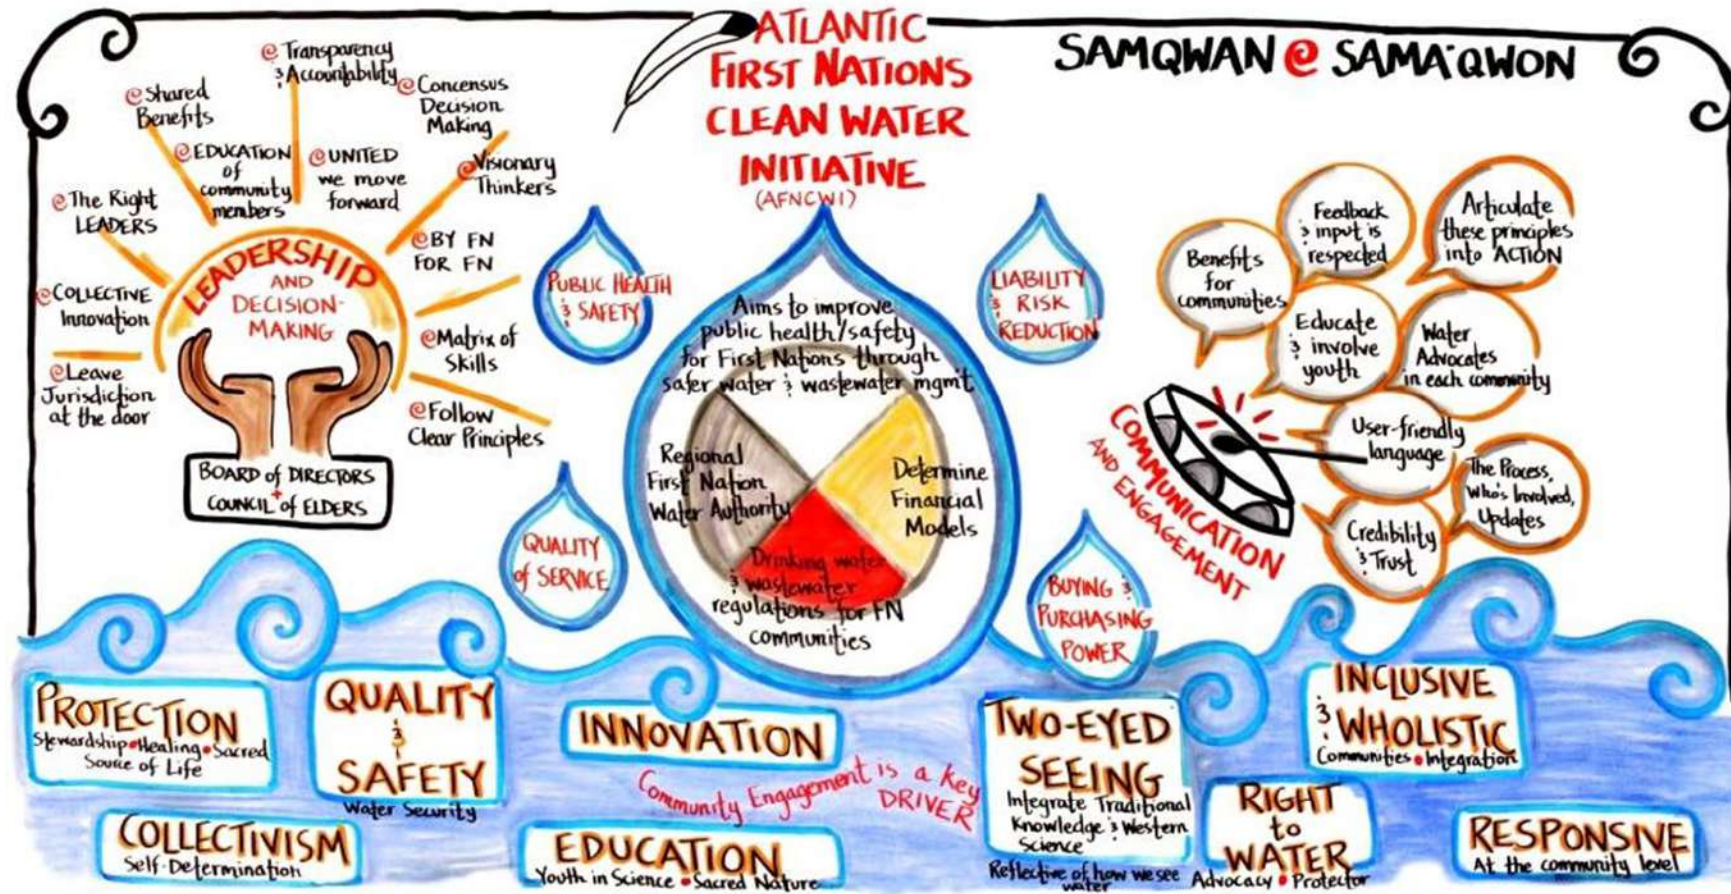 ATLANTIC
FIRST NATIONS
CLEAN WATER
INITIATIVE
(AFNCWI)
SAMQWAN @ SAMA'QWON
@ Transparency
& Accountability
@ Shared
Benefits
@ Concensus
Decision
Making
@ EDUCATION
of
community
members
@ UNITED
we move
forward
@ Visionary
Thinkers
@ The Right
LEADERS
@ BY FN
FOR FN
@ COLLECTIVE
Innovation
@ Matrix of
Skills
@ Leave
Jurisdiction
at the door
@ Follow
Clear Principles
LEADERSHIP
AND
DECISION-
MAKING
BOARD of DIRECTORS
+
COUNCIL of ELDERS
PUBLIC HEALTH
& SAFETY
QUALITY
of SERVICE
LIABILITY
& RISK
REDUCTION
BUYING &
PURCHASING
POWER
Aims to improve
public health/safety
for First Nations through
safer water & wastewater mgmt
Regional
First Nation
Water Authority
Determine
Financial
Models
Drinking water
& wastewater
regulations for FN
communities
COMMUNICATION
AND ENGAGEMENT
Benefits
for
communities
Feedback
& input is
respected
Articulate
these principles
into ACTION
Educate
& involve
youth
Water
Advocates
in each community
User-friendly
language
The Process,
Who's Involved,
Updates
Credibility
& Trust
PROTECTION
Stewardship • Healing • Sacred
Source of Life
QUALITY
&
SAFETY
Water Security
INNOVATION
Community Engagement is a key
DRIVER
TWO-EYED
SEEING
Integrate Traditional
Knowledge & Western
Science
Reflective of how we see
water
INCLUSIVE
& WHOLISTIC
Communities • Integration
COLLECTIVISM
Self-Determination
EDUCATION
Youth in Science • Sacred Nature
RIGHT
to
WATER
Advocacy • Protector
RESPONSIVE
At the community level